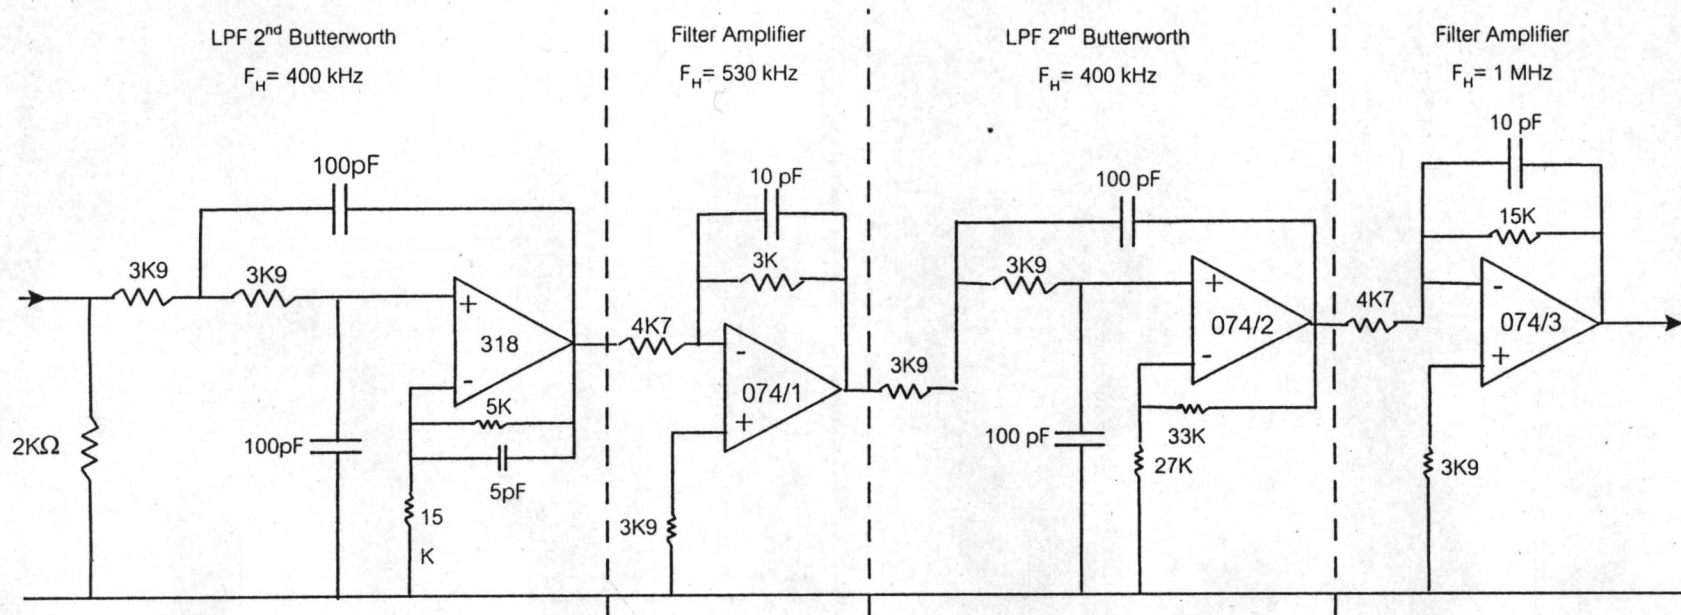 LPF 2nd Butterworth
FH= 400 kHz
100pF
3K9
3K9
+
318
-
5K
5pF
2KΩ
100pF
15
K
Filter Amplifier
FH= 530 kHz
10 pF
3K
4K7
-
074/1
+
3K9
LPF 2nd Butterworth
FH= 400 kHz
100 pF
3K9
3K9
+
074/2
-
33K
27K
100 pF
Filter Amplifier
FH= 1 MHz
10 pF
15K
4K7
-
074/3
+
3K9